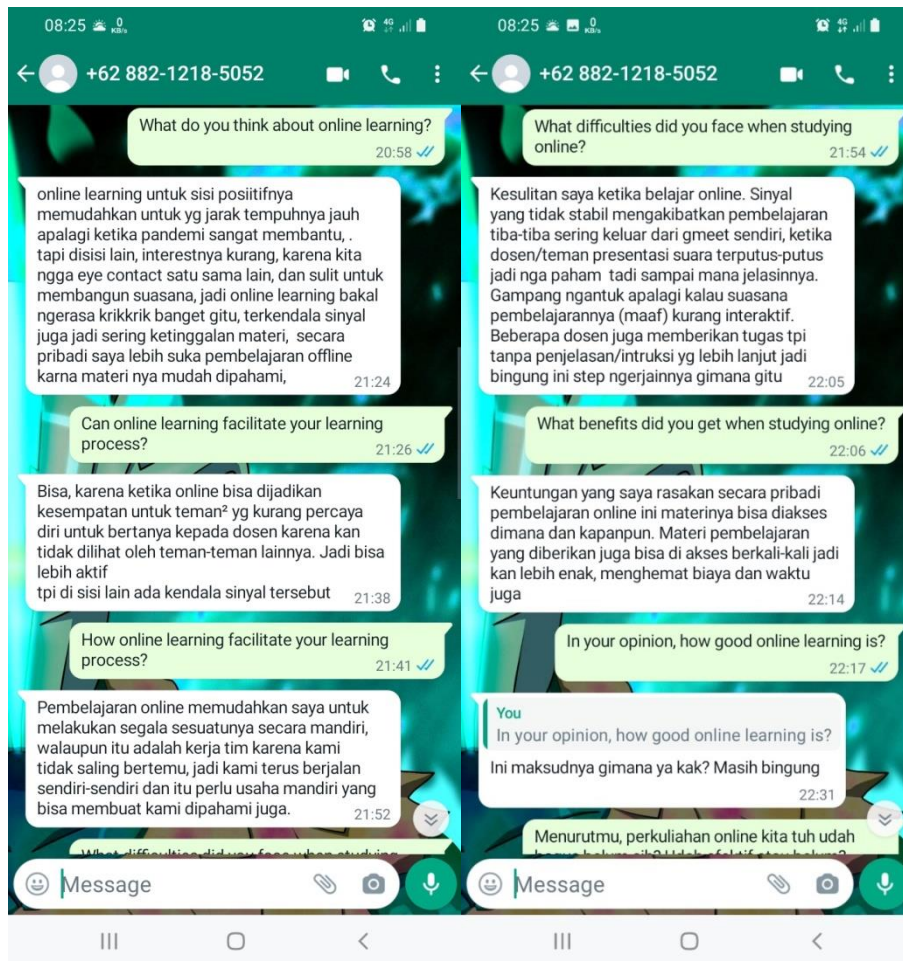 08:25
0 KB/s
4G
+62 882-1218-5052
What do you think about online learning?
20:58
online learning untuk sisi posiitifnya
memudahkan untuk yg jarak tempuhnya jauh
apalagi ketika pandemi sangat membantu, .
tapi disisi lain, interestnya kurang, karena kita
ngga eye contact satu sama lain, dan sulit untuk
membangun suasana, jadi online learning bakal
ngerasa krikkrik banget gitu, terkendala sinyal
juga jadi sering ketinggalan materi, secara
pribadi saya lebih suka pembelajaran offline
karna materi nya mudah dipahami,
21:24
Can online learning facilitate your learning
process?
21:26
Bisa, karena ketika online bisa dijadikan
kesempatan untuk teman² yg kurang percaya
diri untuk bertanya kepada dosen karena kan
tidak dilihat oleh teman-teman lainnya. Jadi bisa
lebih aktif
tpi di sisi lain ada kendala sinyal tersebut
21:38
How online learning facilitate your learning
process?
21:41
Pembelajaran online memudahkan saya untuk
melakukan segala sesuatunya secara mandiri,
walaupun itu adalah kerja tim karena kami
tidak saling bertemu, jadi kami terus berjalan
sendiri-sendiri dan itu perlu usaha mandiri yang
bisa membuat kami dipahami juga.
21:52
What difficulties did you face when studying
Message
08:25
0 KB/s
4G
+62 882-1218-5052
What difficulties did you face when studying
online?
21:54
Kesulitan saya ketika belajar online. Sinyal
yang tidak stabil mengakibatkan pembelajaran
tiba-tiba sering keluar dari gmeet sendiri, ketika
dosen/teman presentasi suara terputus-putus
jadi nga paham tadi sampai mana jelasinnya.
Gampang ngantuk apalagi kalau suasana
pembelajarannya (maaf) kurang interaktif.
Beberapa dosen juga memberikan tugas tpi
tanpa penjelasan/intruksi yg lebih lanjut jadi
bingung ini step ngerjainnya gimana gitu
22:05
What benefits did you get when studying online?
22:06
Keuntungan yang saya rasakan secara pribadi
pembelajaran online ini materinya bisa diakses
dimana dan kapanpun. Materi pembelajaran
yang diberikan juga bisa di akses berkali-kali jadi
kan lebih enak, menghemat biaya dan waktu
juga
22:14
In your opinion, how good online learning is?
22:17
You
In your opinion, how good online learning is?
Ini maksudnya gimana ya kak? Masih bingung
22:31
Menurutmu, perkuliahan online kita tuh udah
Message